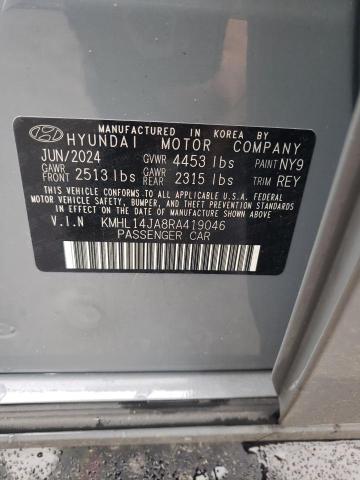 MANUFACTURED IN KOREA BY
HYUNDAI MOTOR COMPANY
JUN/2024 GVWR 4453 lbs PAINT NY9
GAWR FRONT 2513 lbs GAWR REAR 2315 lbs TRIM REY
THIS VEHICLE CONFORMS TO ALL APPLICABLE U.S.A. FEDERAL
MOTOR VEHICLE SAFETY, BUMPER, AND THEFT PREVENTION
STANDARDS IN EFFECT ON THE DATE OF MANUFACTURE SHOWN ABOVE.
V.I.N KMHL14JA8RA419046
PASSENGER CAR